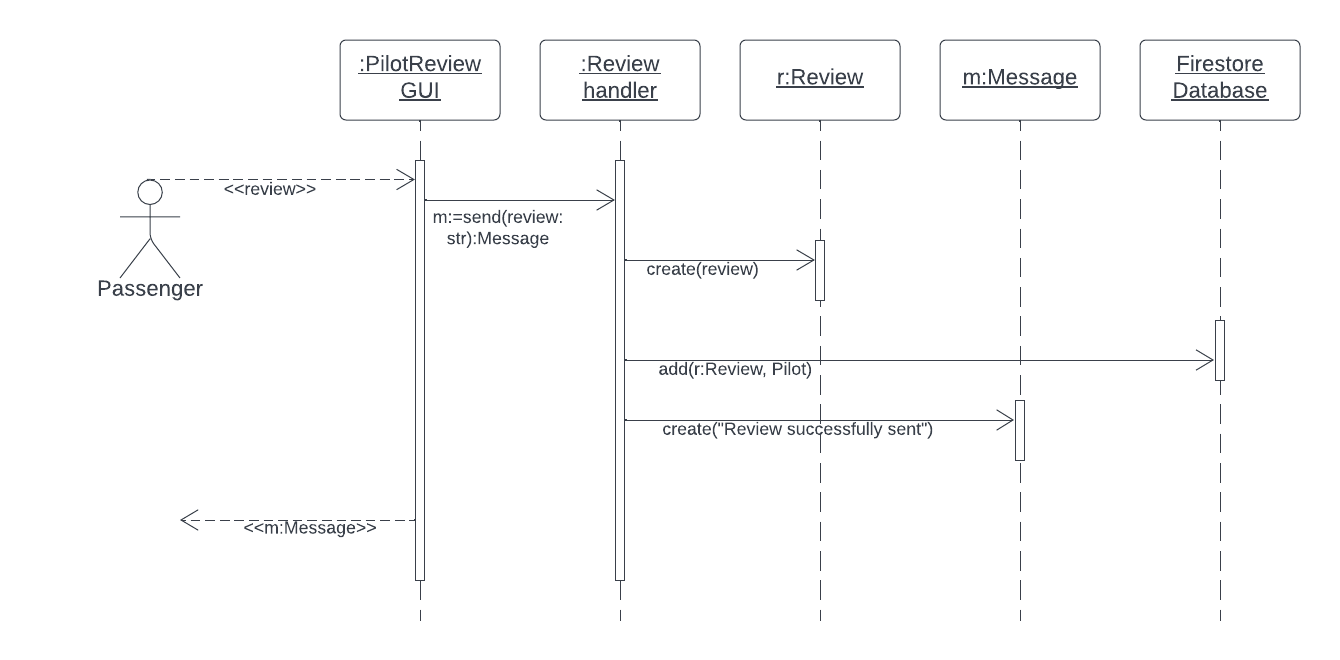 :PilotReview
GUI
:Review
handler
r:Review
m:Message
Firestore
Database
<<review>>
m:=send(review:
str):Message
create(review)
Passenger
add(r:Review, Pilot)
create("Review successfully sent")
<<m:Message>>